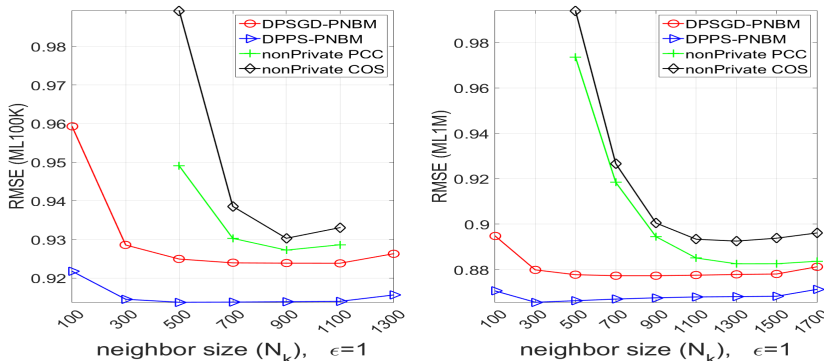 DPSGD-PNBM
DPPS-PNBM
nonPrivate PCC
nonPrivate COS
RMSE (ML100K)
0.98
0.97
0.96
0.95
0.94
0.93
0.92
100 300 500 700 900 1100 1300
neighbor size (Nk), ϵ=1
DPSGD-PNBM
DPPS-PNBM
nonPrivate PCC
nonPrivate COS
RMSE (ML1M)
0.98
0.96
0.94
0.92
0.9
0.88
100 300 500 700 900 1100 1300 1500 1700
neighbor size (Nk), ϵ=1